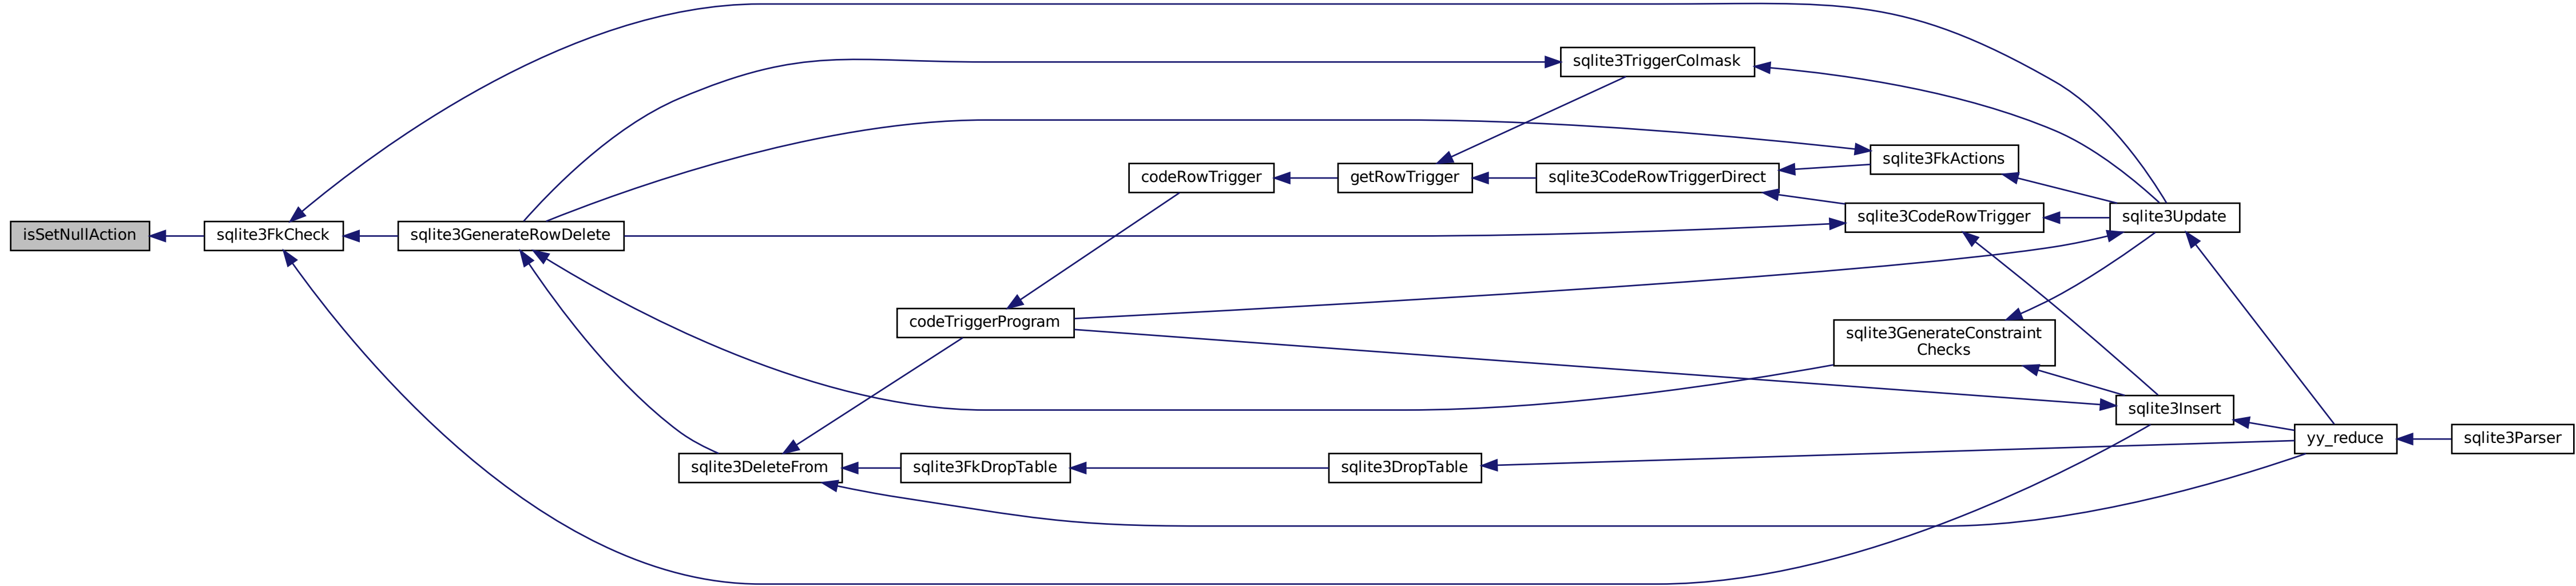 sqlite3TriggerColmask
sqlite3FkActions
codeRowTrigger
getRowTrigger
sqlite3CodeRowTriggerDirect
sqlite3CodeRowTrigger
sqlite3Update
isSetNullAction
sqlite3FkCheck
sqlite3GenerateRowDelete
codeTriggerProgram
sqlite3GenerateConstraint
Checks
sqlite3Insert
yy_reduce
sqlite3Parser
sqlite3DeleteFrom
sqlite3FkDropTable
sqlite3DropTable